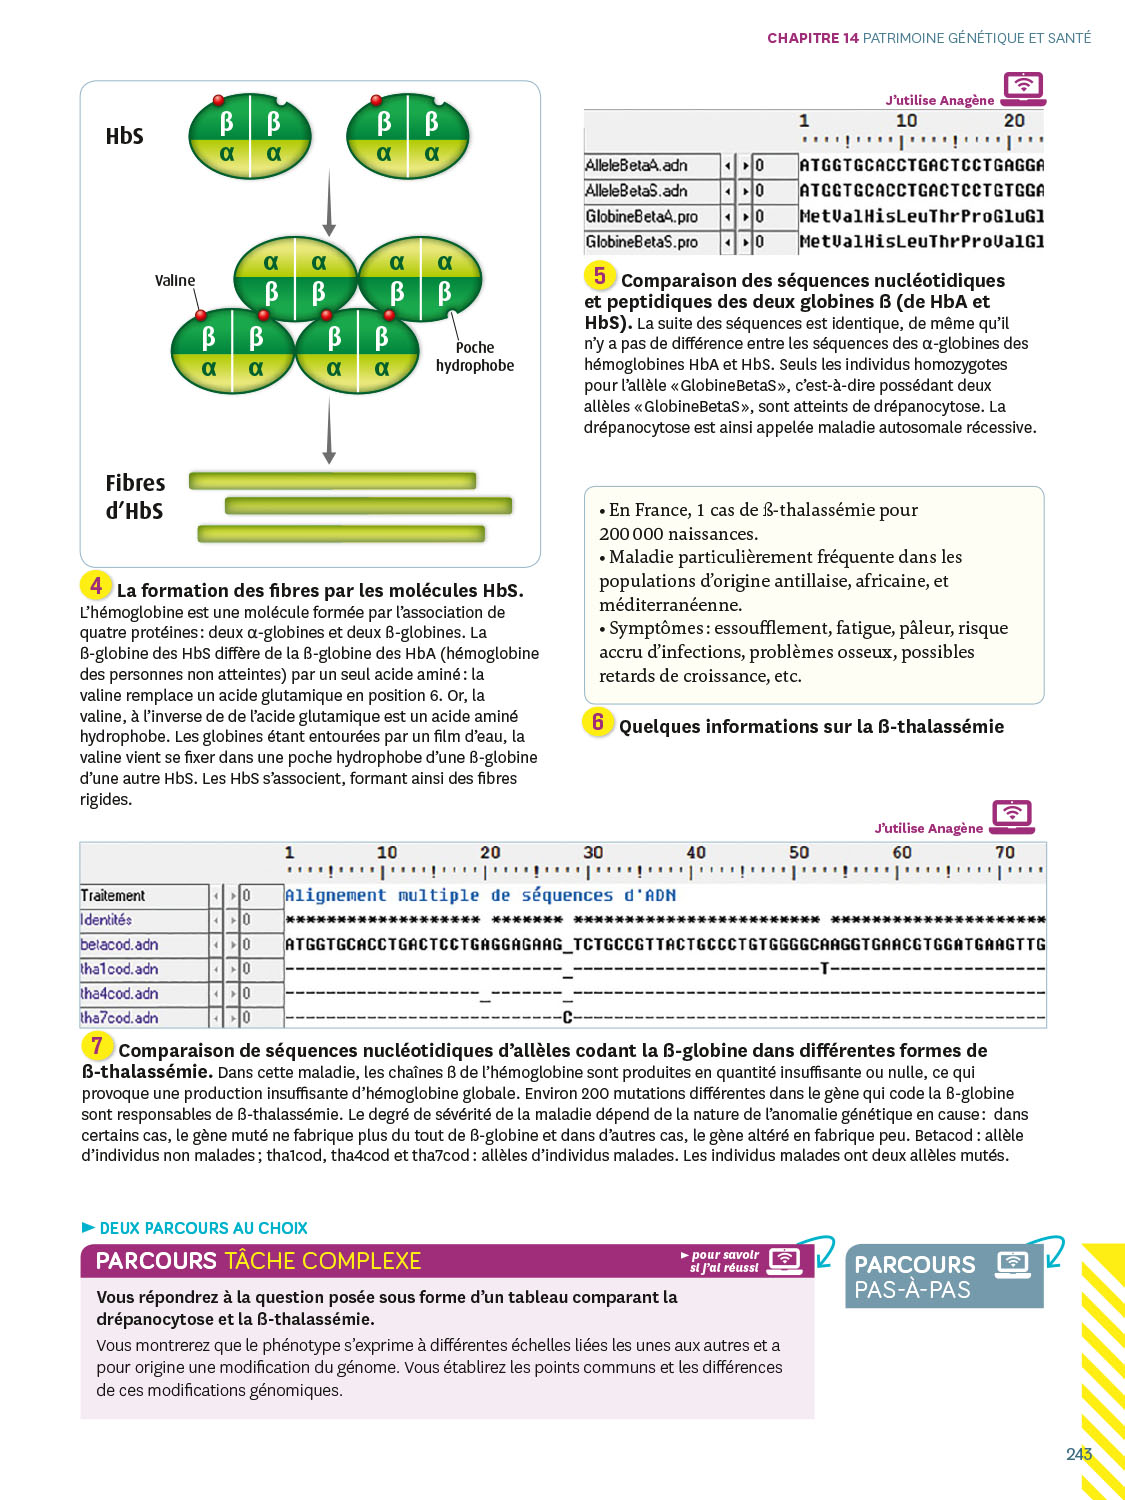 CHAPITRE 14 PATRIMOINE GÉNÉTIQUE ET SANTÉ
HbS
β β
α α
β β
α α
α α
β β
α α
β β
Valine
β β
α α
β β
α α
Poche
hydrophobe
Fibres
d'HbS
4 La formation des fibres par les molécules HbS.
L'hémoglobine est une molécule formée par l'association de
quatre protéines : deux α-globines et deux ß-globines. La
ß-globine des HbS diffère de la ß-globine des HbA (hémoglobine
des personnes non atteintes) par un seul acide aminé : la
valine remplace un acide glutamique en position 6. Or, la
valine, à l'inverse de de l'acide glutamique est un acide aminé
hydrophobe. Les globines étant entourées par un film d'eau, la
valine vient se fixer dans une poche hydrophobe d'une ß-globine
d'une autre HbS. Les HbS s'associent, formant ainsi des fibres
rigides.
J'utilise Anagène
1 10 20
AlleleBetaA.adn 0 ATGGTGCACCTGACTCCTGAGGA
AlleleBetaS.adn 0 ATGGTGCACCTGACTCCTGTGGA
GlobineBetaA.pro 0 MetValHisLeuThrProGluGl
GlobineBetaS.pro 0 MetValHisLeuThrProValGl
5 Comparaison des séquences nucléotidiques
et peptidiques des deux globines ß (de HbA et
HbS). La suite des séquences est identique, de même qu'il
n'y a pas de différence entre les séquences des α-globines des
hémoglobines HbA et HbS. Seuls les individus homozygotes
pour l'allèle «GlobineBetaS», c'est-à-dire possédant deux
allèles «GlobineBetaS», sont atteints de drépanocytose. La
drépanocytose est ainsi appelée maladie autosomale récessive.
• En France, 1 cas de ß-thalassémie pour
200 000 naissances.
• Maladie particulièrement fréquente dans les
populations d'origine antillaise, africaine, et
méditerranéenne.
• Symptômes : essoufflement, fatigue, pâleur, risque
accru d'infections, problèmes osseux, possibles
retards de croissance, etc.
6 Quelques informations sur la ß-thalassémie
J'utilise Anagène
1 10 20 30 40 50 60 70
Traitement 0 Alignement multiple de séquences d'ADN
Identités 0 ******************* ******* ************************ *********************
betacod.adn 0 ATGGTGCACCTGACTCCTGAGGAGAAG_TCTGCCGTTACTGCCCTGTGGGGCAAGGTGAACGTGGATGAAGTTG
tha1cod.adn 0 ---------------------------_------------------------T---------------------
tha4cod.adn 0 -------------------_-------_----------------------------------------------
tha7cod.adn 0 ---------------------------C----------------------------------------------
7 Comparaison de séquences nucléotidiques d'allèles codant la ß-globine dans différentes formes de
ß-thalassémie. Dans cette maladie, les chaînes ß de l'hémoglobine sont produites en quantité insuffisante ou nulle, ce qui
provoque une production insuffisante d'hémoglobine globale. Environ 200 mutations différentes dans le gène qui code la ß-globine
sont responsables de ß-thalassémie. Le degré de sévérité de la maladie dépend de la nature de l'anomalie génétique en cause : dans
certains cas, le gène muté ne fabrique plus du tout de ß-globine et dans d'autres cas, le gène altéré en fabrique peu. Betacod : allèle
d'individus non malades ; tha1cod, tha4cod et tha7cod : allèles d'individus malades. Les individus malades ont deux allèles mutés.
► DEUX PARCOURS AU CHOIX
PARCOURS TÂCHE COMPLEXE
► pour savoir
si j'ai réussi
Vous répondrez à la question posée sous forme d'un tableau comparant la
drépanocytose et la ß-thalassémie.
Vous montrerez que le phénotype s'exprime à différentes échelles liées les unes aux autres et a
pour origine une modification du génome. Vous établirez les points communs et les différences
de ces modifications génomiques.
PARCOURS
PAS-À-PAS
243